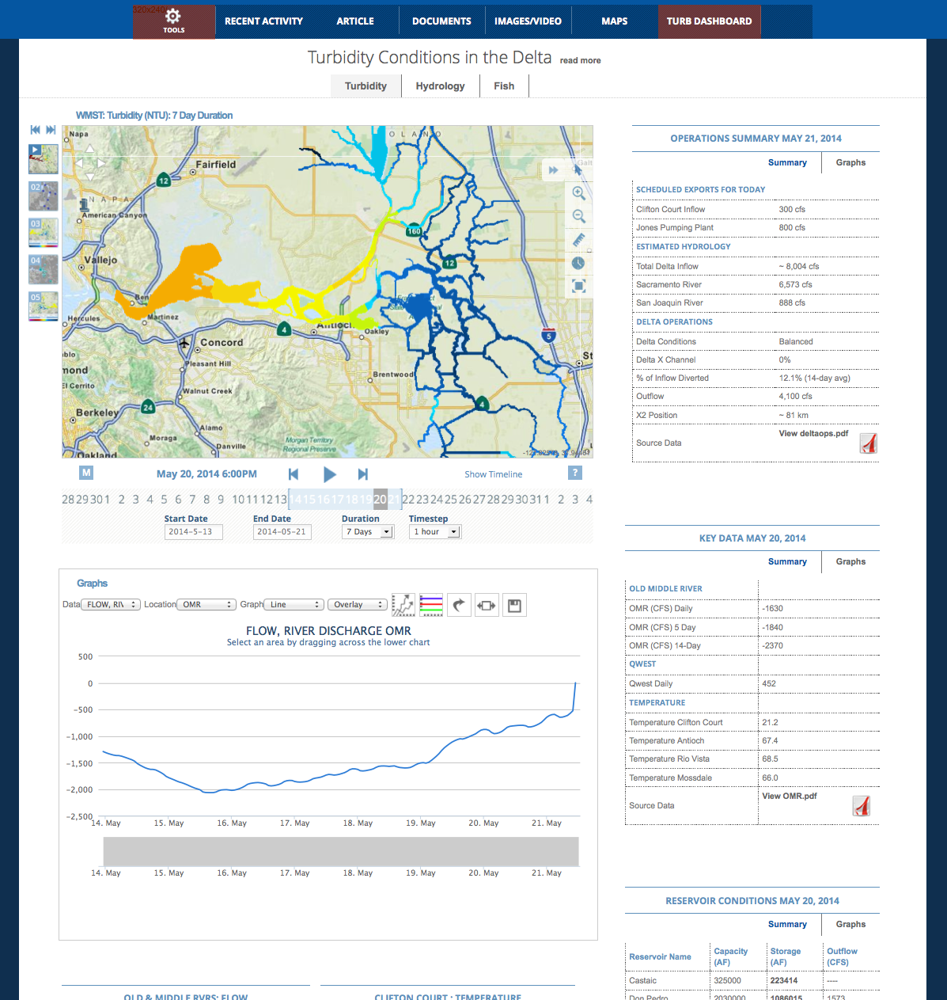 320x240
TOOLS
RECENT ACTIVITY ARTICLE DOCUMENTS IMAGES/VIDEO MAPS TURB DASHBOARD
Turbidity Conditions in the Delta read more
Turbidity Hydrology Fish
WMST: Turbidity (NTU): 7 Day Duration
Napa
OLANO
Fairfield
12
NAPA
American Canyon
160
Vallejo
12
02
03
04
05
Ben
Martinez
Hercules
4
Antioc
Oakley
5
Concord
St
ablo
Pleasant Hill
mond
Brentwood
El Cerrito
Walnut Creek
24
4
Berkeley
Alamo
Moraga
Morgan Territory
Regional Preserve
Danville
Oakland
M
May 20, 2014 6:00PM
Show Timeline
?
28 29 30 1 2 3 4 5 6 7 8 9 10 11 12 13 14 15 16 17 18 19 20 21 22 23 24 25 26 27 28 29 30 31 1 2 3 4
Start Date End Date Duration Timestep
2014-5-13 2014-05-21 7 Days 1 hour
Graphs
Data FLOW, RIV Location OMR Graph Line Overlay
FLOW, RIVER DISCHARGE OMR
Select an area by dragging across the lower chart
500
0
−500
−1,000
−1,500
−2,000
−2,500
14. May 15. May 16. May 17. May 18. May 19. May 20. May 21. May
14. May 15. May 16. May 17. May 18. May 19. May 20. May 21. May
OLD & MIDDLE RVRS: FLOW
CLIFTON COURT : TEMPERATURE
OPERATIONS SUMMARY MAY 21, 2014
Summary Graphs
SCHEDULED EXPORTS FOR TODAY
Clifton Court Inflow 300 cfs
Jones Pumping Plant 800 cfs
ESTIMATED HYDROLOGY
Total Delta Inflow ~ 8,004 cfs
Sacramento River 6,573 cfs
San Joaquin River 888 cfs
DELTA OPERATIONS
Delta Conditions Balanced
Delta X Channel 0%
% of Inflow Diverted 12.1% (14-day avg)
Outflow 4,100 cfs
X2 Position ~ 81 km
Source Data View deltaops.pdf
KEY DATA MAY 20, 2014
Summary Graphs
OLD MIDDLE RIVER
OMR (CFS) Daily -1630
OMR (CFS) 5 Day -1840
OMR (CFS) 14-Day -2370
QWEST
Qwest Daily 452
TEMPERATURE
Temperature Clifton Court 21.2
Temperature Antioch 67.4
Temperature Rio Vista 68.5
Temperature Mossdale 66.0
Source Data View OMR.pdf
RESERVOIR CONDITIONS MAY 20, 2014
Summary Graphs
Reservoir Name Capacity (AF) Storage (AF) Outflow (CFS)
Castaic 325000 223414 ----
Don Pedro 2030000 1086015 1573